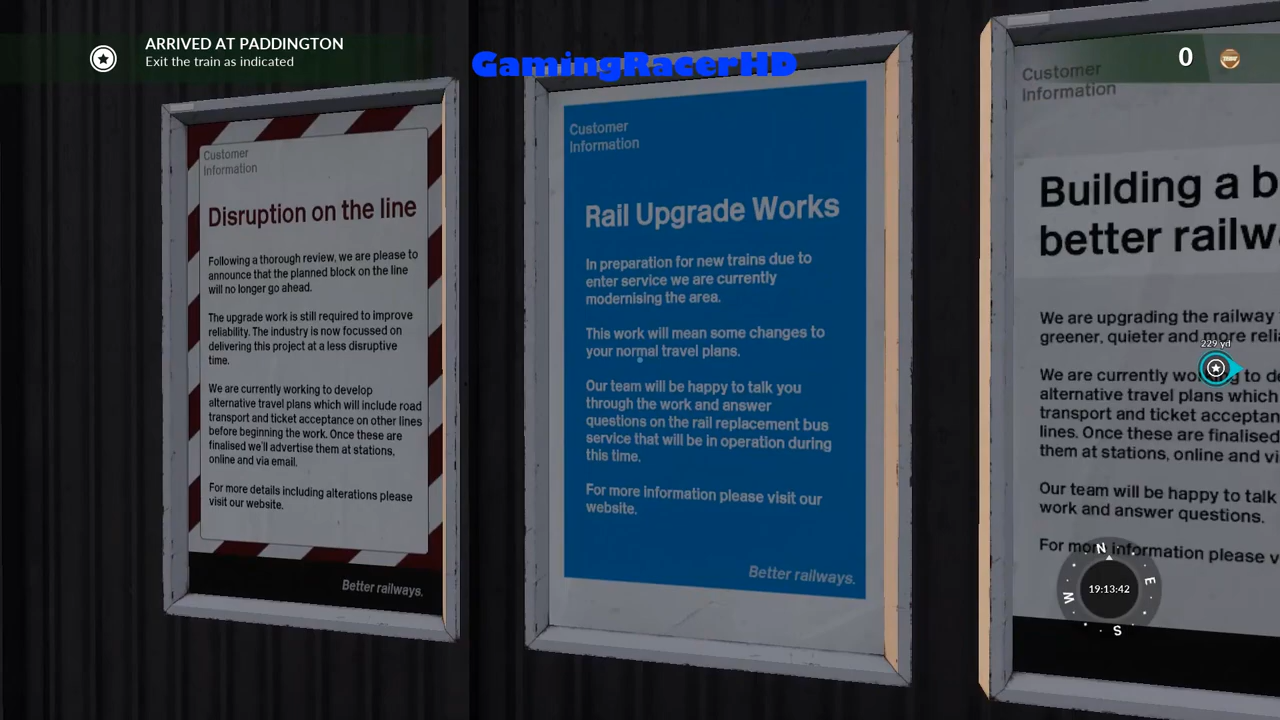 ARRIVED AT PADDINGTON
Exit the train as indicated
GamingRacerHD
0
Customer
Information
Disruption on the line
Following a thorough review, we are please to
announce that the planned block on the line
will no longer go ahead.
The upgrade work is still required to improve
reliability. The industry is now focussed on
delivering this project at a less disruptive
time.
We are currently working to develop
alternative travel plans which will include road
transport and ticket acceptance on other lines
before beginning the work. Once these are
finalised we'll advertise them at stations,
online and via email.
For more details including alterations please
visit our website.
Better railways.
Customer
Information
Rail Upgrade Works
In preparation for new trains due to
enter service we are currently
modernising the area.
This work will mean some changes to
your normal travel plans.
Our team will be happy to talk you
through the work and answer
questions on the rail replacement bus
service that will be in operation during
this time.
For more information please visit our
website.
Better railways.
Customer
Information
Building a b
better railw
We are upgrading the railway
greener, quieter and more reli
229 yd
We are currently to de
alternative travel plans which
transport and ticket acceptan
lines. Once these are finalised
them at stations, online and vi
Our team will be happy to talk
work and answer questions.
For more information please v
N
E
S
W
19:13:42